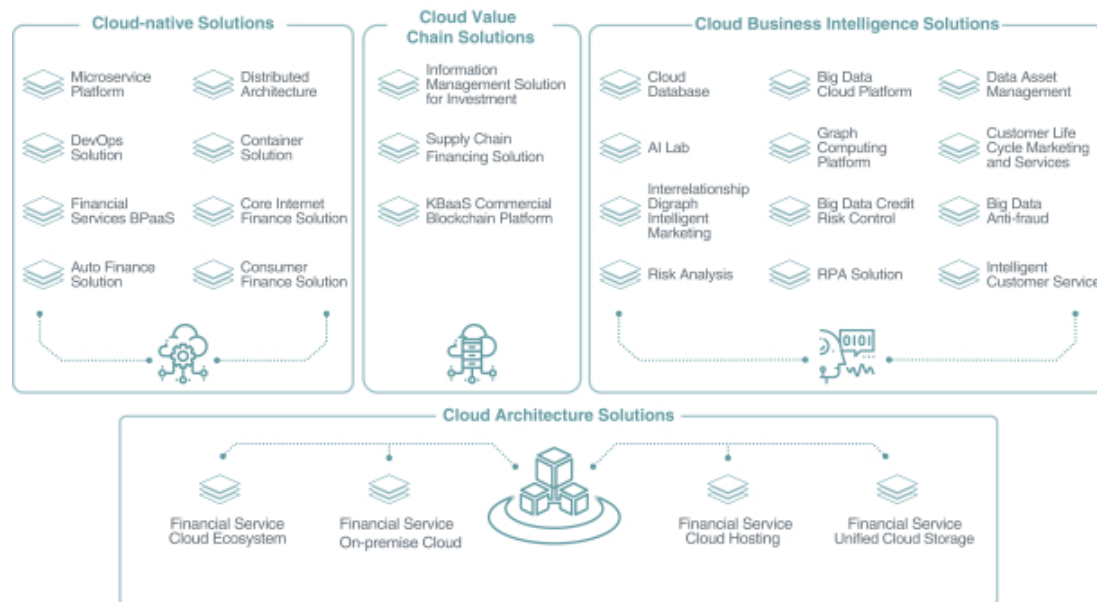 Cloud-native Solutions
Microservice
Platform
Distributed
Architecture
DevOps
Solution
Container
Solution
Financial
Services BPaaS
Core Internet
Finance Solution
Auto Finance
Solution
Consumer
Finance Solution
Cloud Value
Chain Solutions
Information
Management Solution
for Investment
Supply Chain
Financing Solution
KBaaS Commercial
Blockchain Platform
Cloud Business Intelligence Solutions
Cloud
Database
Big Data
Cloud Platform
Data Asset
Management
AI Lab
Graph
Computing
Platform
Customer Life
Cycle Marketing
and Services
Interrelationship
Digraph
Intelligent
Marketing
Big Data Credit
Risk Control
Big Data
Anti-fraud
Risk Analysis
RPA Solution
Intelligent
Customer Service
0101
Cloud Architecture Solutions
Financial Service
Cloud Ecosystem
Financial Service
On-premise Cloud
Financial Service
Cloud Hosting
Financial Service
Unified Cloud Storage